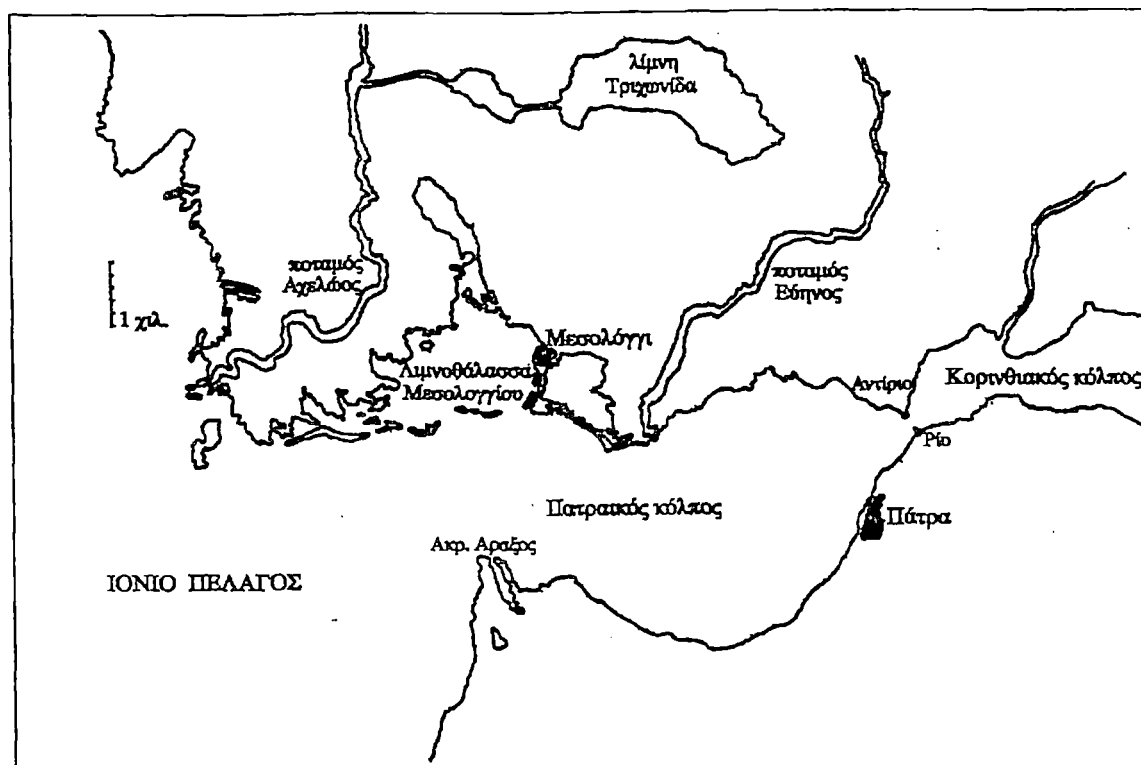 λίμνη
Τριχωνίδα
ποταμός
Αχελώος
ποταμός
Εύηνος
1 χιλ.
Μεσολόγγι
Λιμνοθάλασσα
Μεσολογγίου
Αντίριο
Κορινθιακός κόλπος
Ρίο
Πατραικός κόλπος
Πάτρα
Ακρ. Αραξος
ΙΟΝΙΟ ΠΕΛΑΓΟΣ